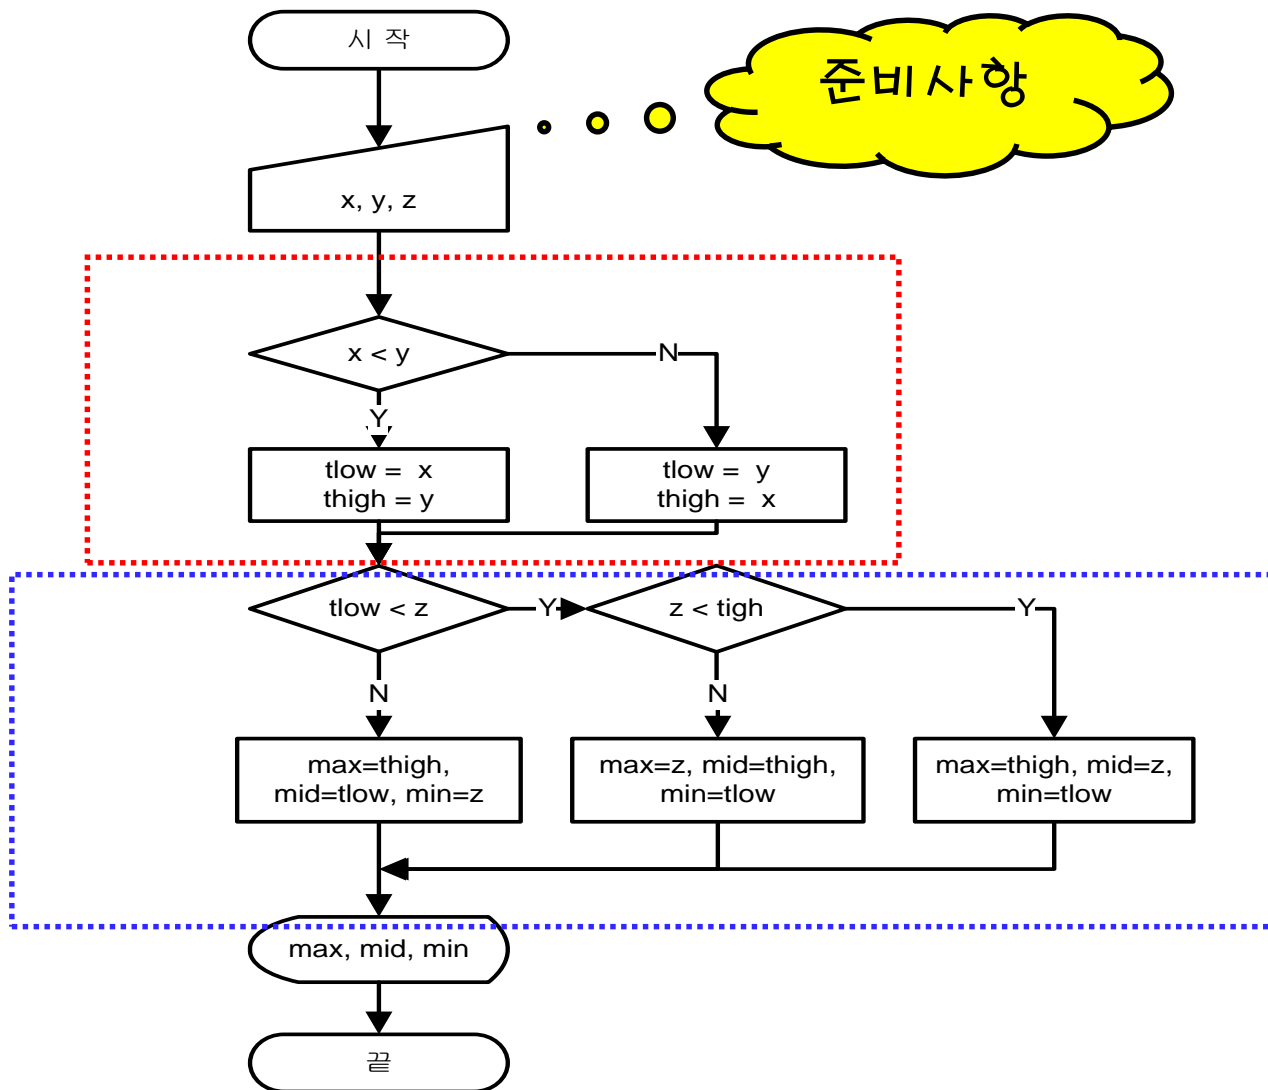 시 작
준비사항
x, y, z
x < y
N
Y
tlow =  x
thigh = y
tlow =  y
thigh =  x
tlow < z
Y
z < tigh
Y
N
N
max=thigh,
mid=tlow, min=z
max=z, mid=thigh,
min=tlow
max=thigh, mid=z,
min=tlow
max, mid, min
끝